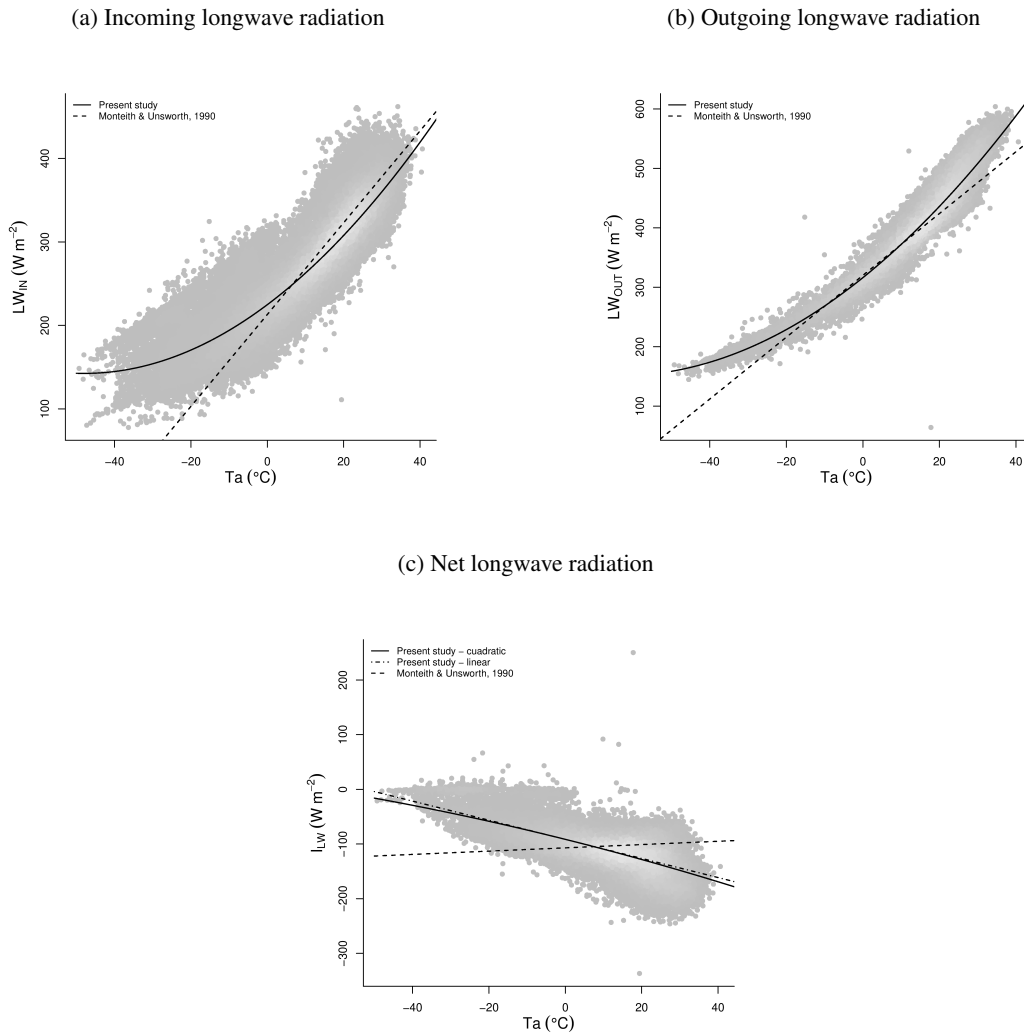 (a) Incoming longwave radiation
(b) Outgoing longwave radiation
Present study
Monteith & Unsworth, 1990
LW_IN (W m−2)
400
300
200
100
−40 −20 0 20 40
Ta (°C)
Present study
Monteith & Unsworth, 1990
LW_OUT (W m−2)
600
500
400
300
200
100
−40 −20 0 20 40
Ta (°C)
(c) Net longwave radiation
Present study − cuadratic
Present study − linear
Monteith & Unsworth, 1990
I_LW (W m−2)
200
100
0
−100
−200
−300
−40 −20 0 20 40
Ta (°C)